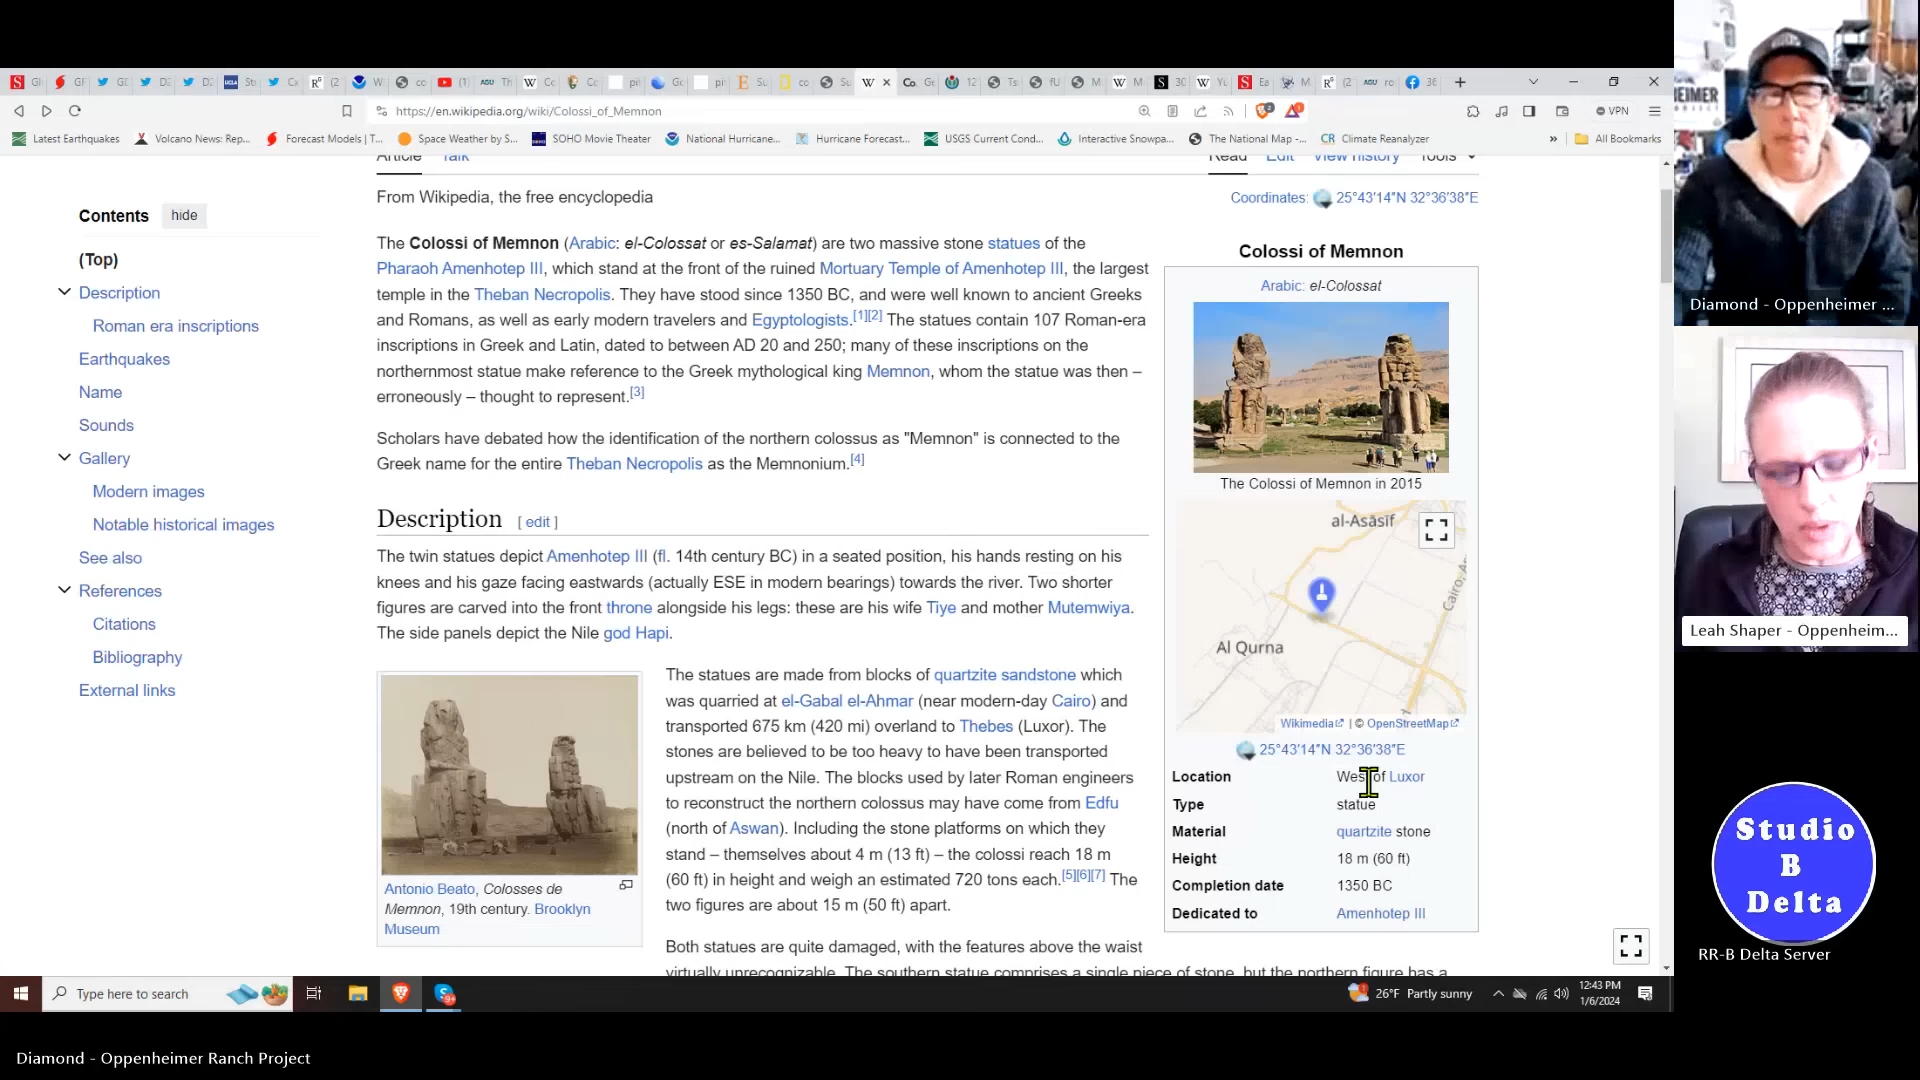 https://en.wikipedia.org/wiki/Colossi_of_Memnon
VPN
Latest Earthquakes
Volcano News: Rep...
Forecast Models | T...
Space Weather by S...
SOHO Movie Theater
National Hurricane...
Hurricane Forecast...
USGS Current Cond...
Interactive Snowpa...
The National Map -...
Climate Reanalyzer
All Bookmarks
Article Talk
Read Edit View history Tools
From Wikipedia, the free encyclopedia
Coordinates: 25°43′14″N 32°36′38″E
Contents hide
(Top)
Description
Roman era inscriptions
Earthquakes
Name
Sounds
Gallery
Modern images
Notable historical images
See also
References
Citations
Bibliography
External links
The Colossi of Memnon (Arabic: el-Colossat or es-Salamat) are two massive stone statues of the
Pharaoh Amenhotep III, which stand at the front of the ruined Mortuary Temple of Amenhotep III, the largest
temple in the Theban Necropolis. They have stood since 1350 BC, and were well known to ancient Greeks
and Romans, as well as early modern travelers and Egyptologists.[1][2] The statues contain 107 Roman-era
inscriptions in Greek and Latin, dated to between AD 20 and 250; many of these inscriptions on the
northernmost statue make reference to the Greek mythological king Memnon, whom the statue was then –
erroneously – thought to represent.[3]
Scholars have debated how the identification of the northern colossus as "Memnon" is connected to the
Greek name for the entire Theban Necropolis as the Memnonium.[4]
Description [ edit ]
The twin statues depict Amenhotep III (fl. 14th century BC) in a seated position, his hands resting on his
knees and his gaze facing eastwards (actually ESE in modern bearings) towards the river. Two shorter
figures are carved into the front throne alongside his legs: these are his wife Tiye and mother Mutemwiya.
The side panels depict the Nile god Hapi.
Antonio Beato, Colosses de
Memnon, 19th century. Brooklyn
Museum
The statues are made from blocks of quartzite sandstone which
was quarried at el-Gabal el-Ahmar (near modern-day Cairo) and
transported 675 km (420 mi) overland to Thebes (Luxor). The
stones are believed to be too heavy to have been transported
upstream on the Nile. The blocks used by later Roman engineers
to reconstruct the northern colossus may have come from Edfu
(north of Aswan). Including the stone platforms on which they
stand – themselves about 4 m (13 ft) – the colossi reach 18 m
(60 ft) in height and weigh an estimated 720 tons each.[5][6][7] The
two figures are about 15 m (50 ft) apart.
Both statues are quite damaged, with the features above the waist
virtually unrecognizable. The southern statue comprises a single piece of stone, but the northern figure has a
Colossi of Memnon
Arabic: el-Colossat
The Colossi of Memnon in 2015
al-Asāsīf
Al Qurna
Wikimedia | © OpenStreetMap
25°43′14″N 32°36′38″E
Location West of Luxor
Type statue
Material quartzite stone
Height 18 m (60 ft)
Completion date 1350 BC
Dedicated to Amenhotep III
Type here to search
26°F Partly sunny
12:43 PM
1/6/2024
Diamond - Oppenheimer ...
Leah Shaper - Oppenheim...
Studio
B
Delta
RR-B Delta Server
Diamond - Oppenheimer Ranch Project